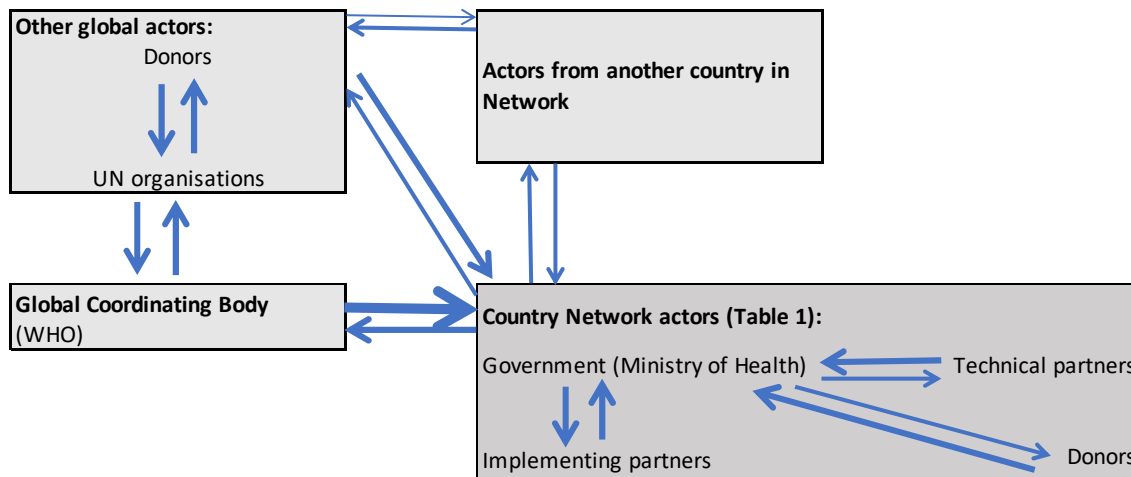 Other global actors:
Donors
UN organisations
Actors from another country in
Network
Global Coordinating Body
(WHO)
Country Network actors (Table 1):
Government (Ministry of Health)
Technical partners
Implementing partners
Donors